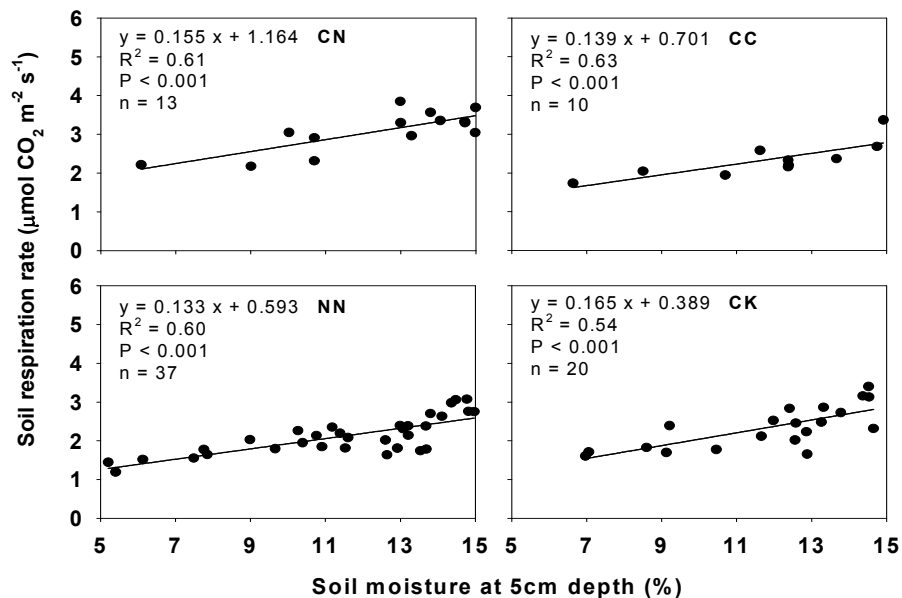 Soil respiration rate (μmol CO₂ m⁻² s⁻¹)
6
5
4
3
2
1
0
y = 0.155 x + 1.164 CN
R² = 0.61
P < 0.001
n = 13
y = 0.139 x + 0.701 CC
R² = 0.63
P < 0.001
n = 10
6
5
4
3
2
1
0
y = 0.133 x + 0.593 NN
R² = 0.60
P < 0.001
n = 37
y = 0.165 x + 0.389 CK
R² = 0.54
P < 0.001
n = 20
5 7 9 11 13 15 5 7 9 11 13 15
Soil moisture at 5cm depth (%)